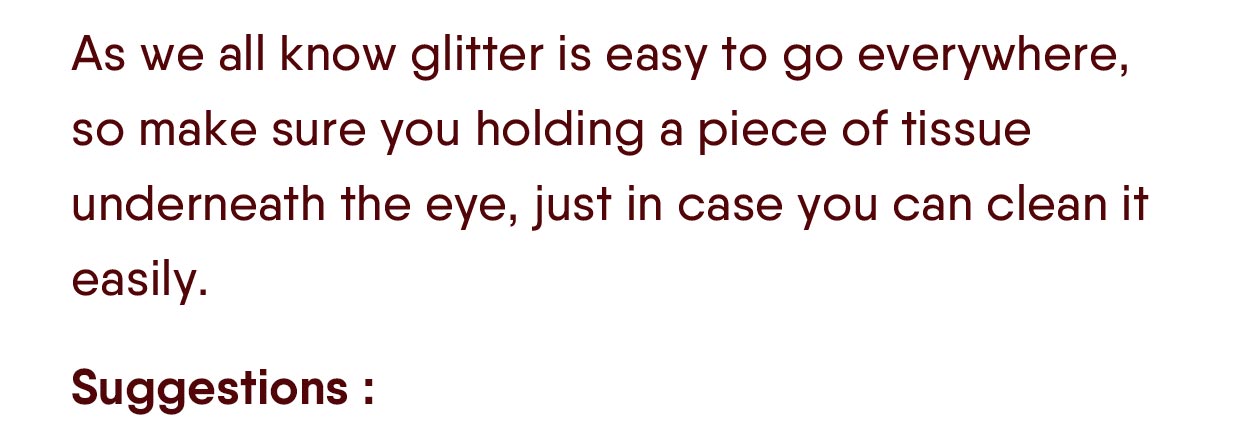 As we all know glitter is easy to go everywhere,
so make sure you holding a piece of tissue
underneath the eye, just in case you can clean it
easily.
Suggestions :